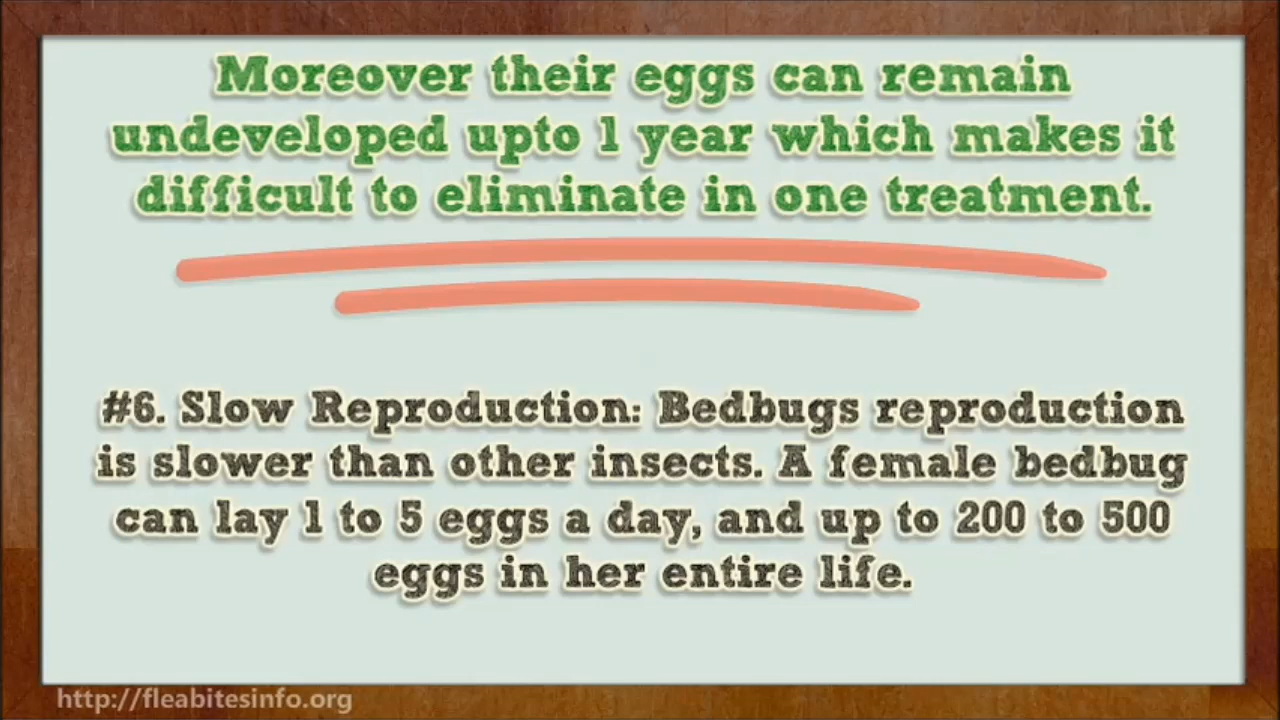 Moreover their eggs can remain
undeveloped upto 1 year which makes it
difficult to eliminate in one treatment.
#6. Slow Reproduction: Bedbugs reproduction
is slower than other insects. A female bedbug
can lay 1 to 5 eggs a day, and up to 200 to 500
eggs in her entire life.
http://fleabitesinfo.org